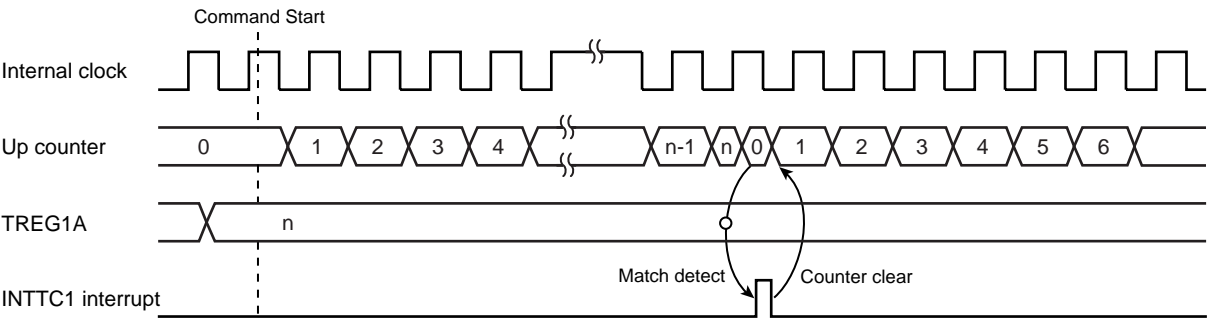 Command Start
Internal clock
Up counter 0 1 2 3 4 n-1 n 0 1 2 3 4 5 6
TREG1A n
Match detect Counter clear
INTTC1 interrupt